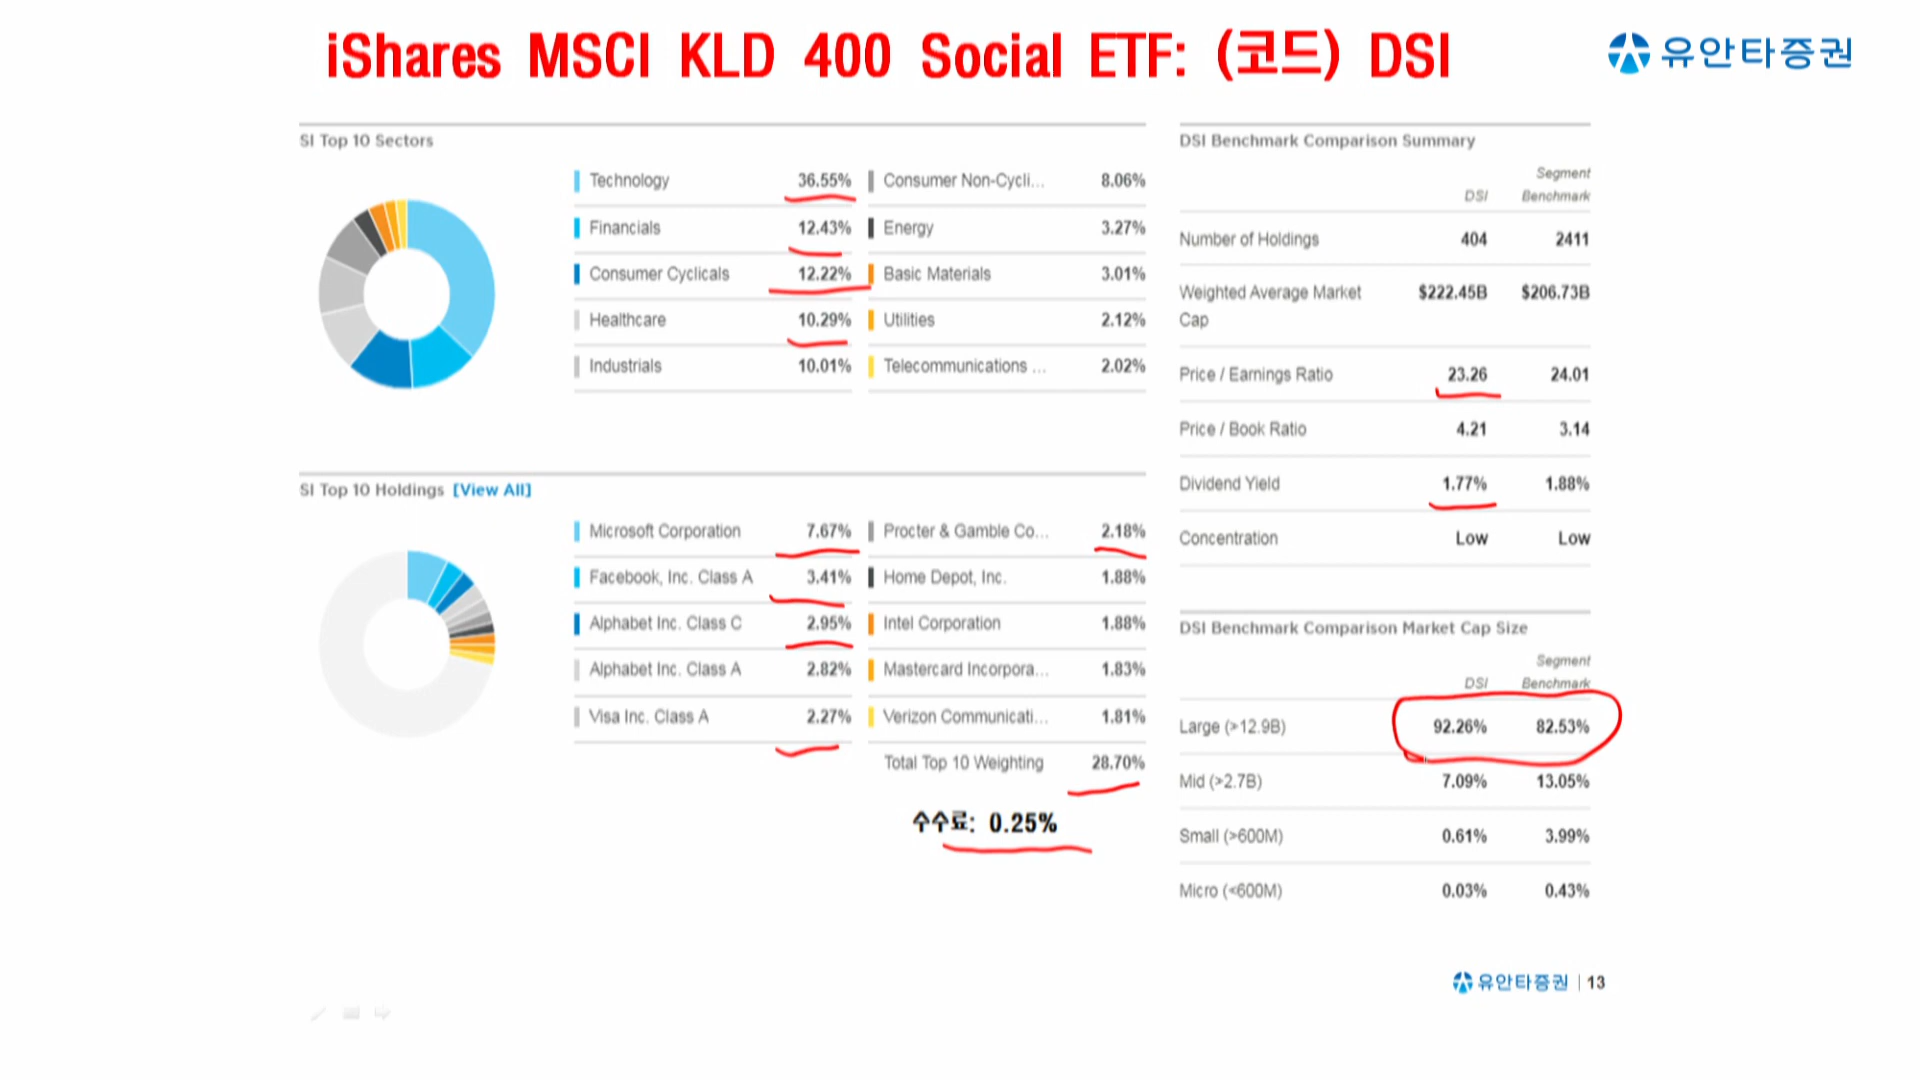 iShares MSCI KLD 400 Social ETF: (코드) DSI
유안타증권
SI Top 10 Sectors
Technology 36.55%
Financials 12.43%
Consumer Cyclicals 12.22%
Healthcare 10.29%
Industrials 10.01%
Consumer Non-Cycli... 8.06%
Energy 3.27%
Basic Materials 3.01%
Utilities 2.12%
Telecommunications ... 2.02%
SI Top 10 Holdings [View All]
Microsoft Corporation 7.67%
Facebook, Inc. Class A 3.41%
Alphabet Inc. Class C 2.95%
Alphabet Inc. Class A 2.82%
Visa Inc. Class A 2.27%
Procter & Gamble Co... 2.18%
Home Depot, Inc. 1.88%
Intel Corporation 1.88%
Mastercard Incorpora... 1.83%
Verizon Communicati... 1.81%
Total Top 10 Weighting 28.70%
수수료: 0.25%
DSI Benchmark Comparison Summary
Segment
DSI Benchmark
Number of Holdings 404 2411
Weighted Average Market $222.45B $206.73B
Cap
Price / Earnings Ratio 23.26 24.01
Price / Book Ratio 4.21 3.14
Dividend Yield 1.77% 1.88%
Concentration Low Low
DSI Benchmark Comparison Market Cap Size
Segment
DSI Benchmark
Large (>12.9B) 92.26% 82.53%
Mid (>2.7B) 7.09% 13.05%
Small (>600M) 0.61% 3.99%
Micro (<600M) 0.03% 0.43%
유안타증권 | 13